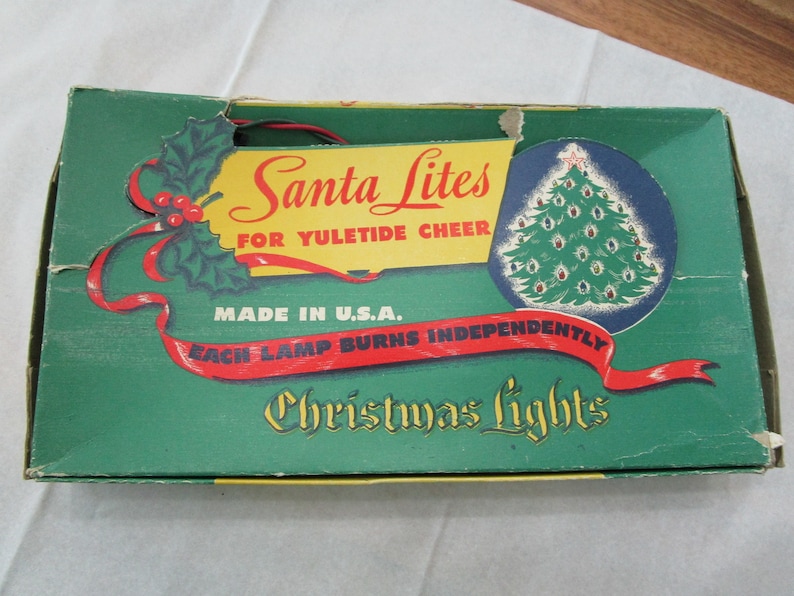 Santa Lites
FOR YULETIDE CHEER
MADE IN U.S.A.
EACH LAMP BURNS INDEPENDENTLY
Christmas Lights